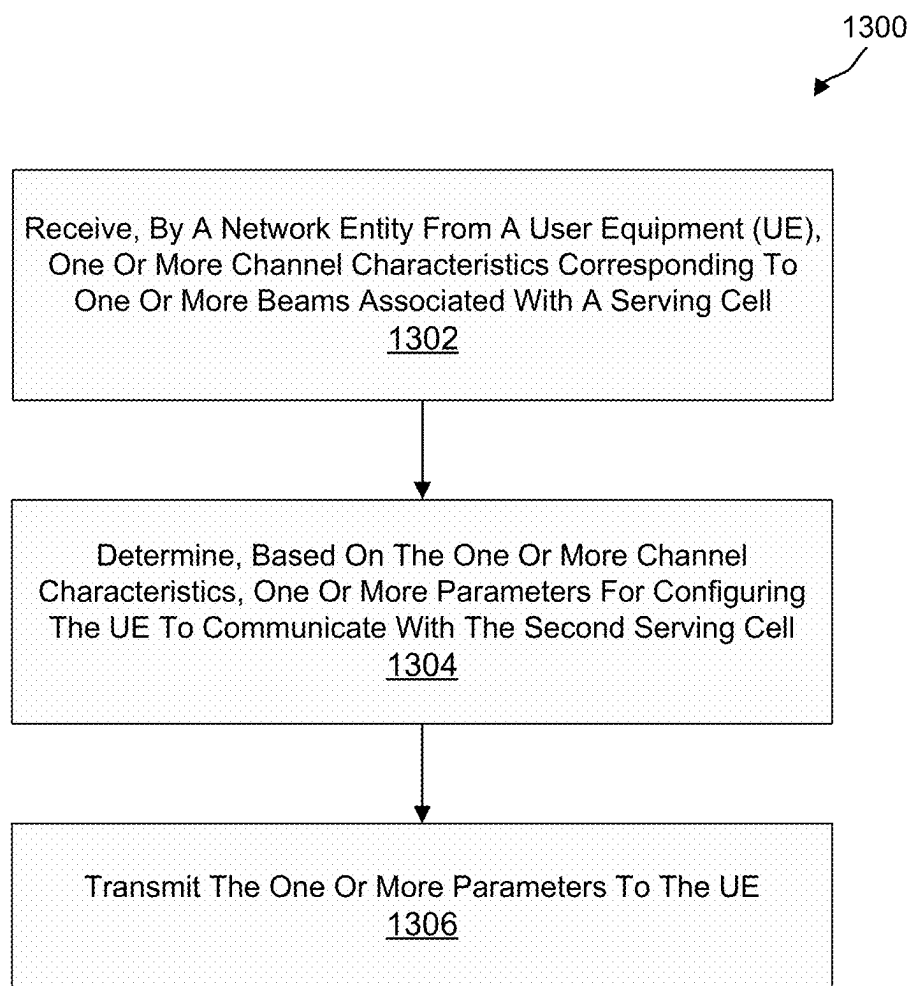 1300
Receive, By A Network Entity From A User Equipment (UE),
One Or More Channel Characteristics Corresponding To
One Or More Beams Associated With A Serving Cell
1302
Determine, Based On The One Or More Channel
Characteristics, One Or More Parameters For Configuring
The UE To Communicate With The Second Serving Cell
1304
Transmit The One Or More Parameters To The UE
1306